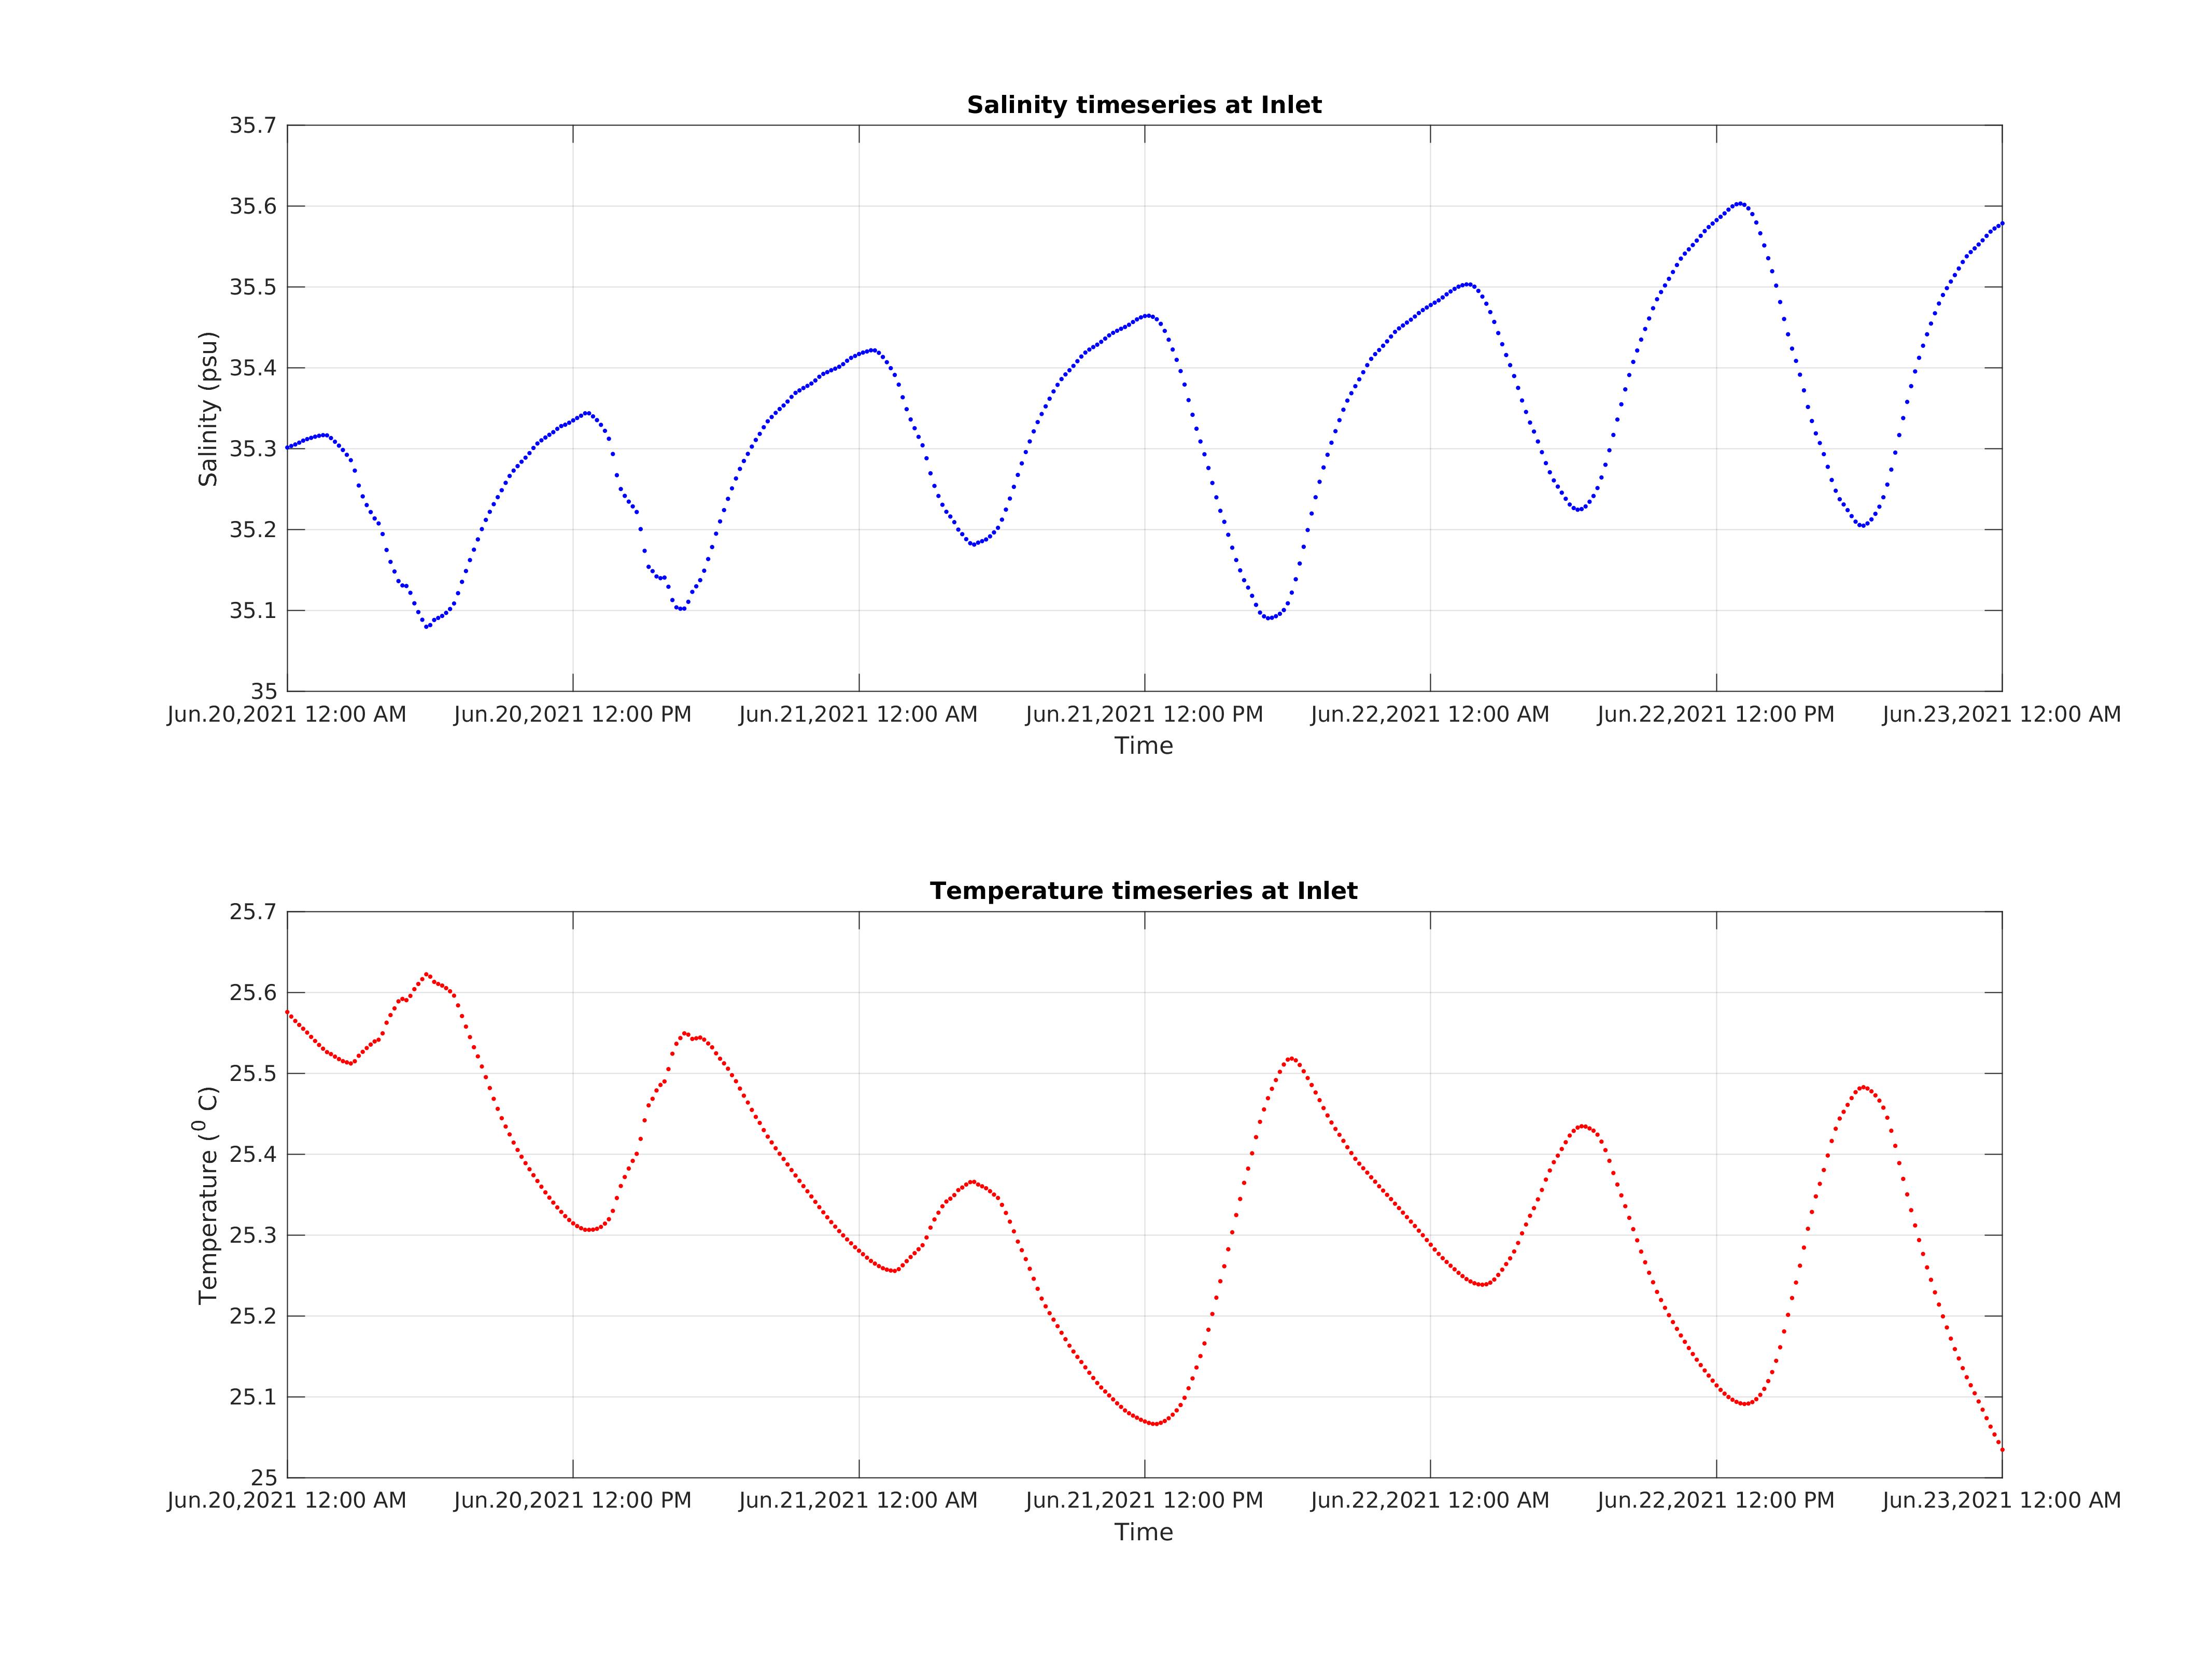 Salinity timeseries at Inlet
35.7
35.6
35.5
35.4
35.3
35.2
35.1
35
Salinity (psu)
Jun.20,2021 12:00 AM Jun.20,2021 12:00 PM Jun.21,2021 12:00 AM Jun.21,2021 12:00 PM Jun.22,2021 12:00 AM Jun.22,2021 12:00 PM Jun.23,2021 12:00 AM
Time
Temperature timeseries at Inlet
25.7
25.6
25.5
25.4
25.3
25.2
25.1
25
Temperature (⁰ C)
Jun.20,2021 12:00 AM Jun.20,2021 12:00 PM Jun.21,2021 12:00 AM Jun.21,2021 12:00 PM Jun.22,2021 12:00 AM Jun.22,2021 12:00 PM Jun.23,2021 12:00 AM
Time